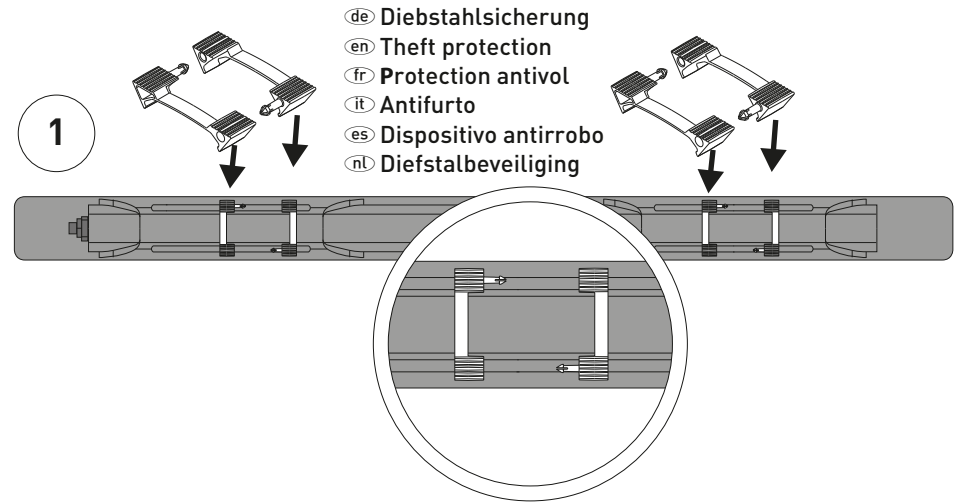 de Diebstahlsicherung
en Theft protection
fr Protection antivol
it Antifurto
es Dispositivo antirrobo
nl Diefstalbeveiliging
1